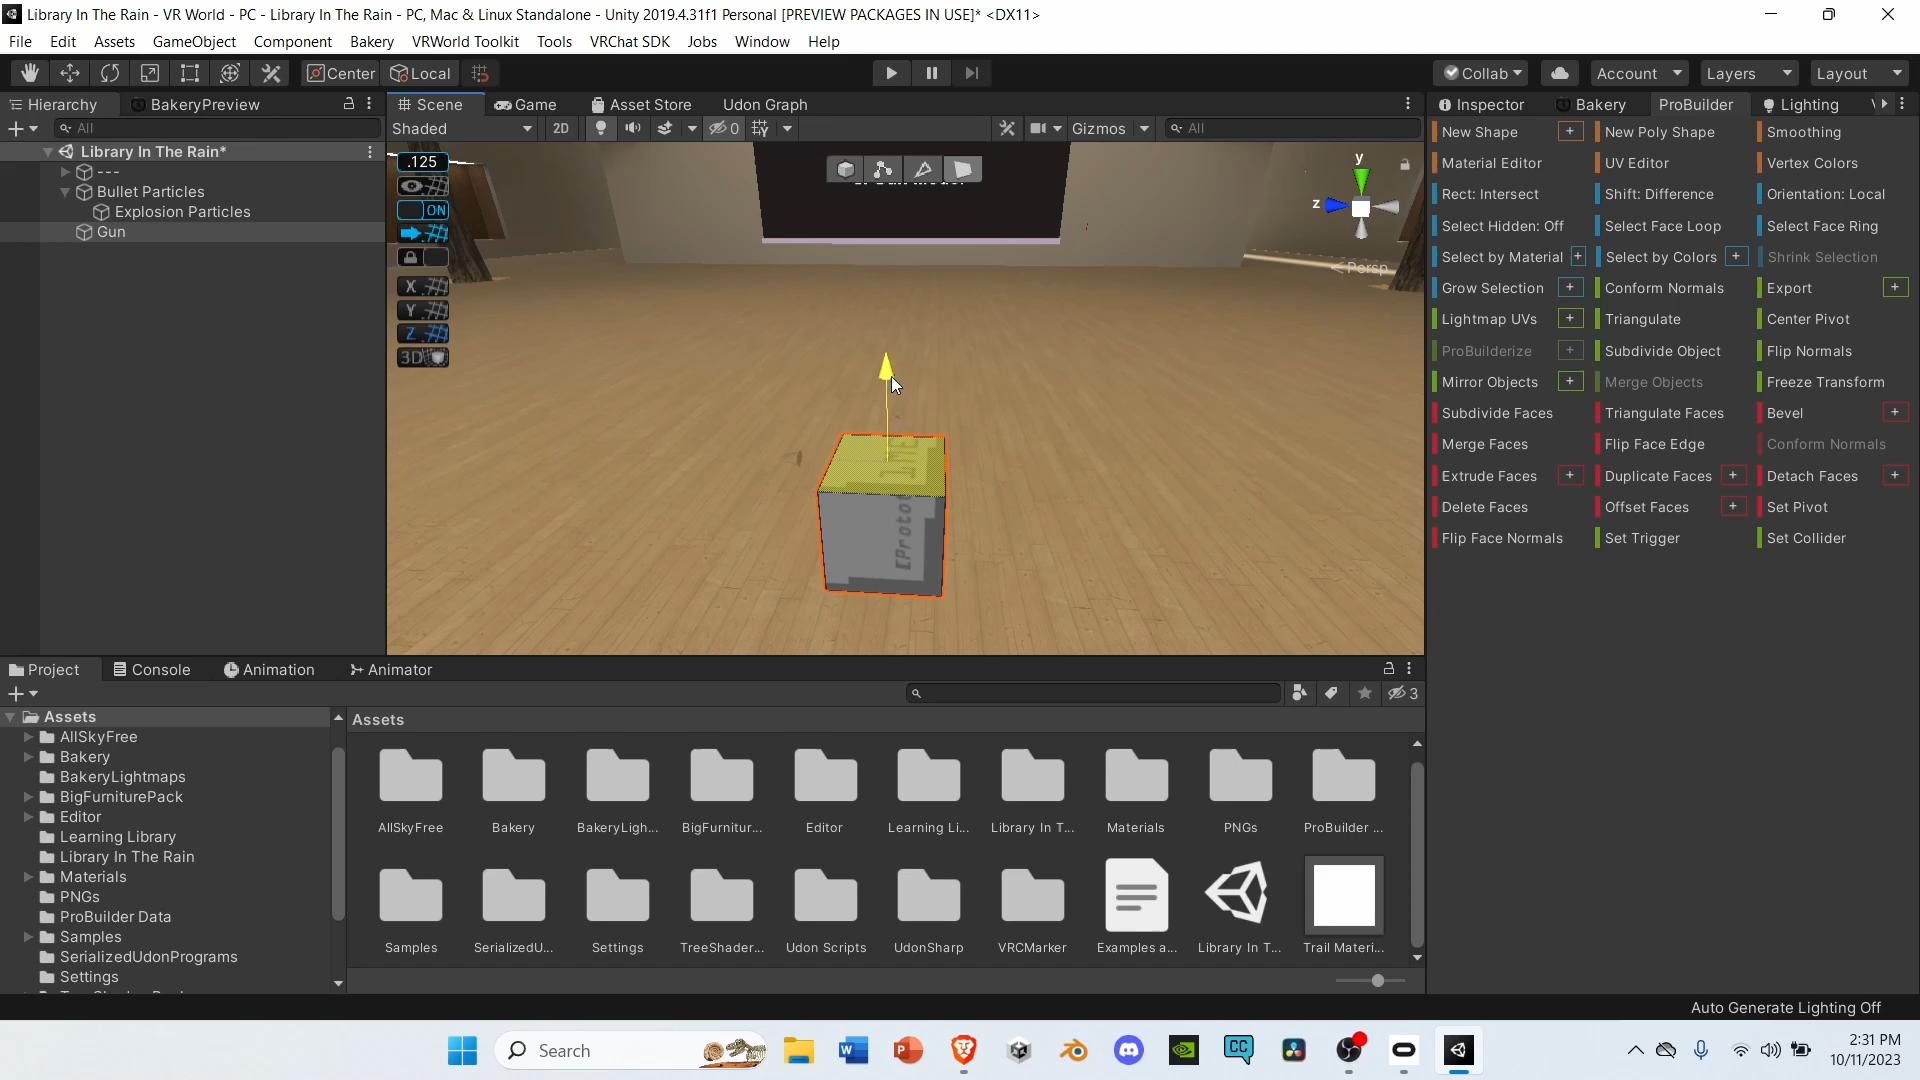 Library In The Rain - VR World - PC - Library In The Rain - PC, Mac & Linux Standalone - Unity 2019.4.31f1 Personal [PREVIEW PACKAGES IN USE]* <DX11>
File Edit Assets GameObject Component Bakery VRWorld Toolkit Tools VRChat SDK Jobs Window Help
Center Local Collab Account Layers Layout
Hierarchy BakeryPreview Scene Game Asset Store Udon Graph Inspector Bakery ProBuilder Lighting
All Shaded 2D 0 Gizmos All
New Shape + New Poly Shape Smoothing
Library In The Rain*
.125
y
---
Material Editor UV Editor Vertex Colors
Bullet Particles
Rect: Intersect Shift: Difference Orientation: Local
Explosion Particles
ON
z
Gun
Select Hidden: Off Select Face Loop Select Face Ring
Select by Material + Select by Colors + Shrink Selection
< Persp
X
Grow Selection + Conform Normals Export +
Y
Lightmap UVs + Triangulate Center Pivot
Z
3D
ProBuilderize + Subdivide Object Flip Normals
Mirror Objects + Merge Objects Freeze Transform
Subdivide Faces Triangulate Faces Bevel +
Merge Faces Flip Face Edge Conform Normals
Extrude Faces + Duplicate Faces + Detach Faces +
Delete Faces Offset Faces + Set Pivot
Flip Face Normals Set Trigger Set Collider
Project Console Animation Animator
3
Assets
AllSkyFree
Bakery
BakeryLightmaps
BigFurniturePack
Editor
Learning Library
Library In The Rain
Materials
PNGs
ProBuilder Data
Samples
SerializedUdonPrograms
Settings
Assets
AllSkyFree Bakery BakeryLigh... BigFurnitur... Editor Learning Li... Library In T... Materials PNGs ProBuilder ...
Samples SerializedU... Settings TreeShader... Udon Scripts UdonSharp VRCMarker Examples a... Library In T... Trail Materi...
Auto Generate Lighting Off
Search
CC
2:31 PM
10/11/2023